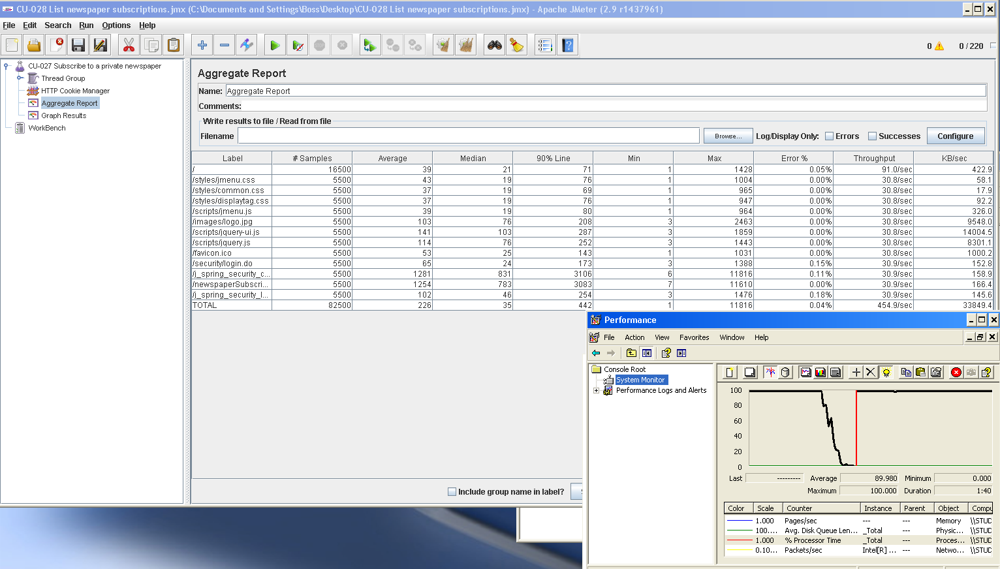 CU-028 List newspaper subscriptions.jmx (C:\Documents and Settings\Boss\Desktop\CU-028 List newspaper subscriptions.jmx) - Apache JMeter (2.9 r1437961)
File Edit Search Run Options Help
0 0 / 220
CU-027 Subscribe to a private newspaper
Thread Group
HTTP Cookie Manager
Aggregate Report
Graph Results
WorkBench
Aggregate Report
Name: Aggregate Report
Comments:
Write results to file / Read from file
Filename Browse... Log/Display Only: Errors Successes Configure
Label # Samples Average Median 90% Line Min Max Error % Throughput KB/sec
/ 16500 39 21 71 1 1428 0.05% 91.0/sec 422.9
/styles/jmenu.css 5500 43 19 76 1 1004 0.00% 30.8/sec 58.1
/styles/common.css 5500 37 19 69 1 965 0.00% 30.8/sec 17.9
/styles/displaytag.css 5500 37 19 76 1 947 0.00% 30.8/sec 92.2
/scripts/jmenu.js 5500 39 19 80 1 964 0.00% 30.8/sec 326.0
/images/logo.jpg 5500 103 76 208 3 2463 0.00% 30.8/sec 9548.0
/scripts/jquery-ui.js 5500 141 103 287 3 1859 0.00% 30.8/sec 14004.5
/scripts/jquery.js 5500 114 76 252 3 1443 0.00% 30.8/sec 8301.1
/favicon.ico 5500 53 25 143 1 1031 0.00% 30.8/sec 1000.2
/security/login.do 5500 65 24 173 3 1388 0.15% 30.9/sec 152.8
/j_spring_security_c... 5500 1281 831 3106 6 11816 0.11% 30.9/sec 158.9
/newspaperSubscri... 5500 1254 783 3083 7 11610 0.00% 30.9/sec 166.4
/j_spring_security_l... 5500 102 46 254 3 1476 0.18% 30.9/sec 145.6
TOTAL 82500 226 35 442 1 11816 0.04% 454.9/sec 33849.4
Include group name in label?
Performance
File Action View Favorites Window Help
Console Root
System Monitor
Performance Logs and Alerts
100
80
60
40
20
0
Last --------- Average 89.980 Minimum 0.000
Maximum 100.000 Duration 1:40
Color Scale Counter Instance Parent Object Compu
1.000 Pages/sec --- --- Memory \\STUD
100.... Avg. Disk Queue Len... _Total --- Physic... \\STUD
1.000 % Processor Time _Total --- Proces... \\STUD
0.10... Packets/sec Intel[R] ... --- Netwo... \\STUD